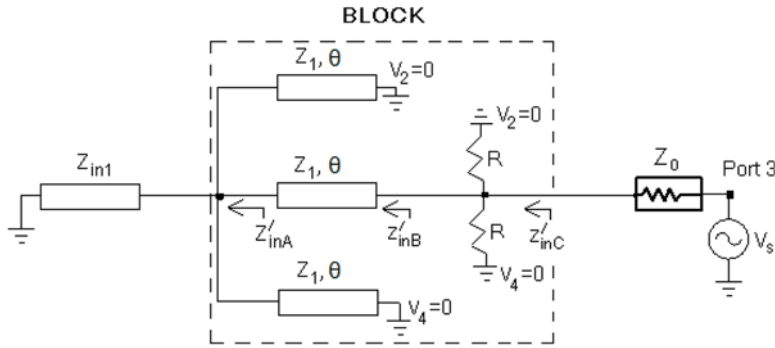 BLOCK
Z1, θ
V2=0
V2=0
R
Zin1
Z1, θ
Z0
Port 3
Z'inA
Z'inB
R
Z'inC
Vs
Z1, θ
V4=0
V4=0